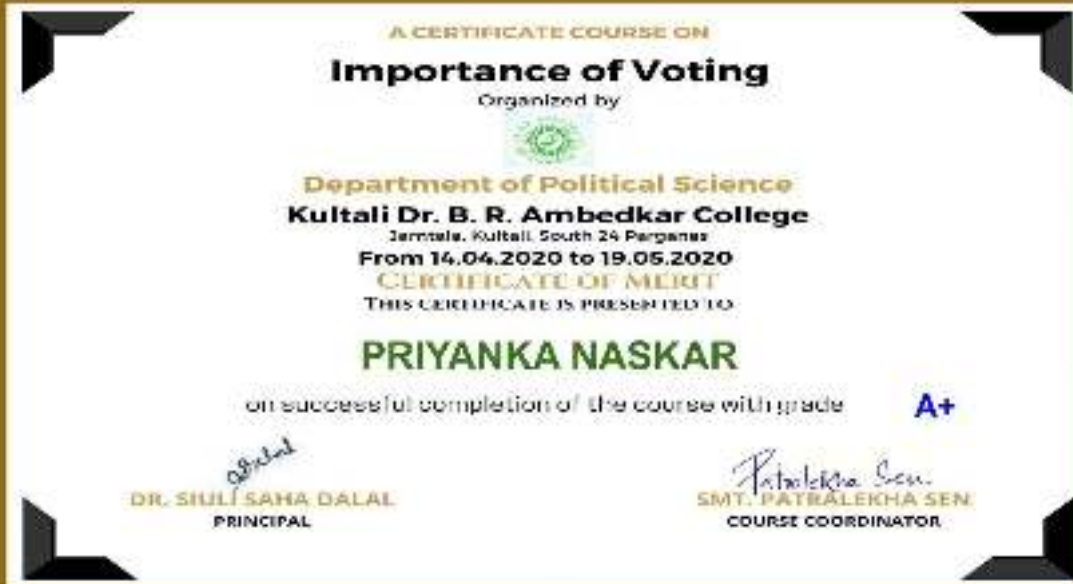 A CERTIFICATE COURSE ON
Importance of Voting
Organized by
Department of Political Science
Kultali Dr. B. R. Ambedkar College
Jamtala, Kultali, South 24 Parganas
From 14.04.2020 to 19.05.2020
CERTIFICATE OF MERIT
THIS CERTIFICATE IS PRESENTED TO
PRIYANKA NASKAR
on successful completion of the course with grade A+
Patralekha Sen.
DR. SIULI SAHA DALAL
SMT. PATRALEKHA SEN
PRINCIPAL
COURSE COORDINATOR